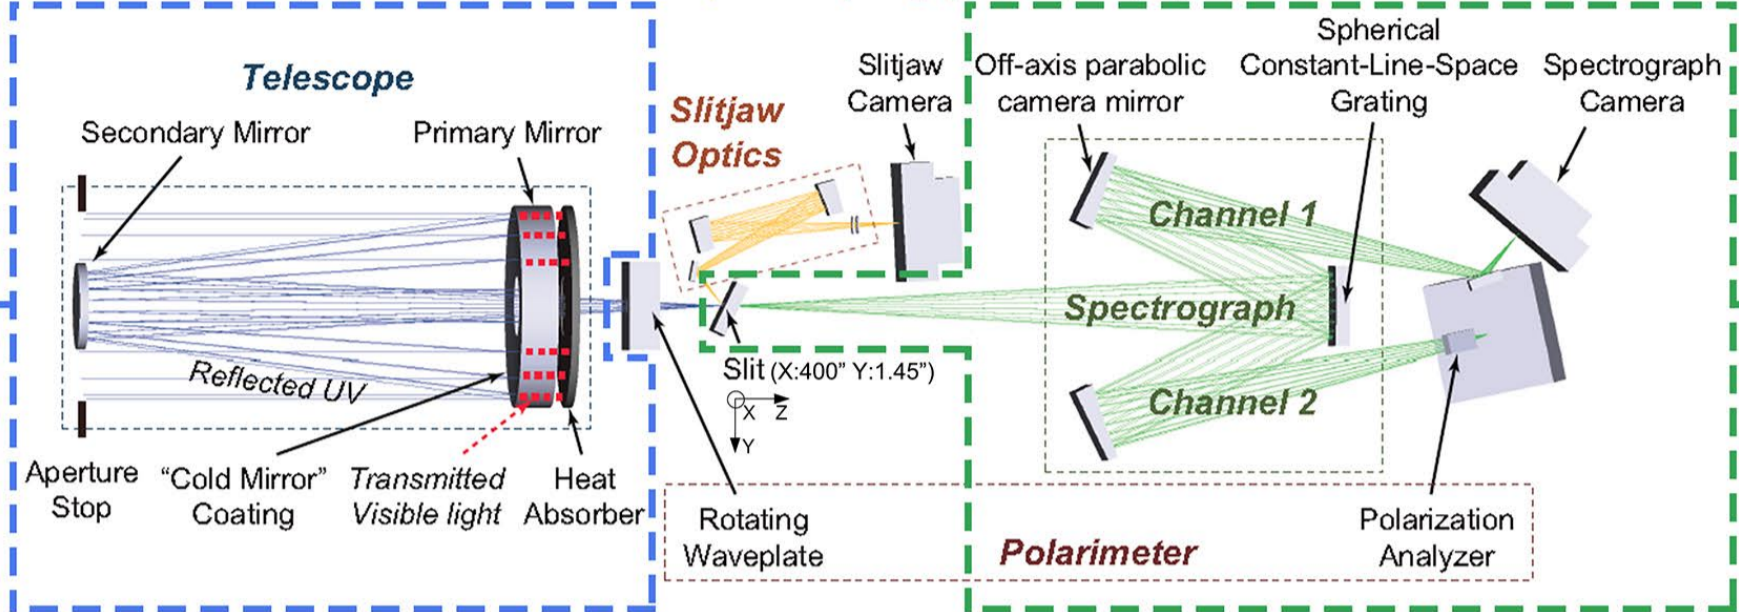 Telescope
Secondary Mirror
Primary Mirror
Reflected UV
Aperture
Stop
“Cold Mirror”
Coating
Transmitted
Visible light
Heat
Absorber
Slitjaw
Optics
Slitjaw
Camera
Slit (X:400” Y:1.45”)
X
Z
Y
Rotating
Waveplate
Polarimeter
Off-axis parabolic
camera mirror
Spherical
Constant-Line-Space
Grating
Spectrograph
Camera
Channel 1
Spectrograph
Channel 2
Polarization
Analyzer